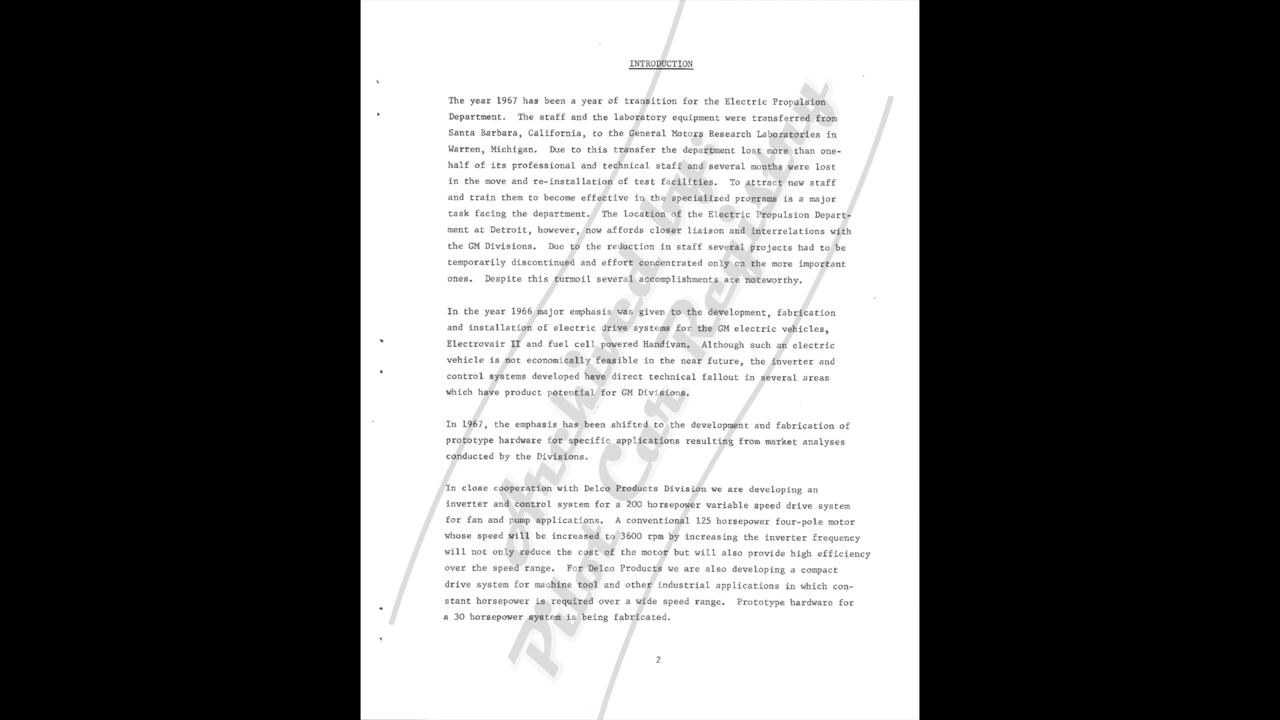 INTRODUCTION
The year 1967 has been a year of transition for the Electric Propulsion
Department. The staff and the laboratory equipment were transferred from
Santa Barbara, California, to the General Motors Research Laboratories in
Warren, Michigan. Due to this transfer the department lost more than one-
half of its professional and technical staff and several months were lost
in the move and re-installation of test facilities. To attract new staff
and train them to become effective in the specialized programs is a major
task facing the department. The location of the Electric Propulsion Depart-
ment at Detroit, however, now affords closer liaison and interrelations with
the GM Divisions. Due to the reduction in staff several projects had to be
temporarily discontinued and effort concentrated only on the more important
ones. Despite this turmoil several accomplishments are noteworthy.
In the year 1966 major emphasis was given to the development, fabrication
and installation of electric drive systems for the GM electric vehicles,
Electrovair II and fuel cell powered Handivan. Although such an electric
vehicle is not economically feasible in the near future, the inverter and
control systems developed have direct technical fallout in several areas
which have product potential for GM Divisions.
In 1967, the emphasis has been shifted to the development and fabrication of
prototype hardware for specific applications resulting from market analyses
conducted by the Divisions.
In close cooperation with Delco Products Division we are developing an
inverter and control system for a 200 horsepower variable speed drive system
for fan and pump applications. A conventional 125 horsepower four-pole motor
whose speed will be increased to 3600 rpm by increasing the inverter frequency
will not only reduce the cost of the motor but will also provide high efficiency
over the speed range. For Delco Products we are also developing a compact
drive system for machine tool and other industrial applications in which con-
stant horsepower is required over a wide speed range. Prototype hardware for
a 30 horsepower system is being fabricated.
2
Archived by:
Pilot Car Registry